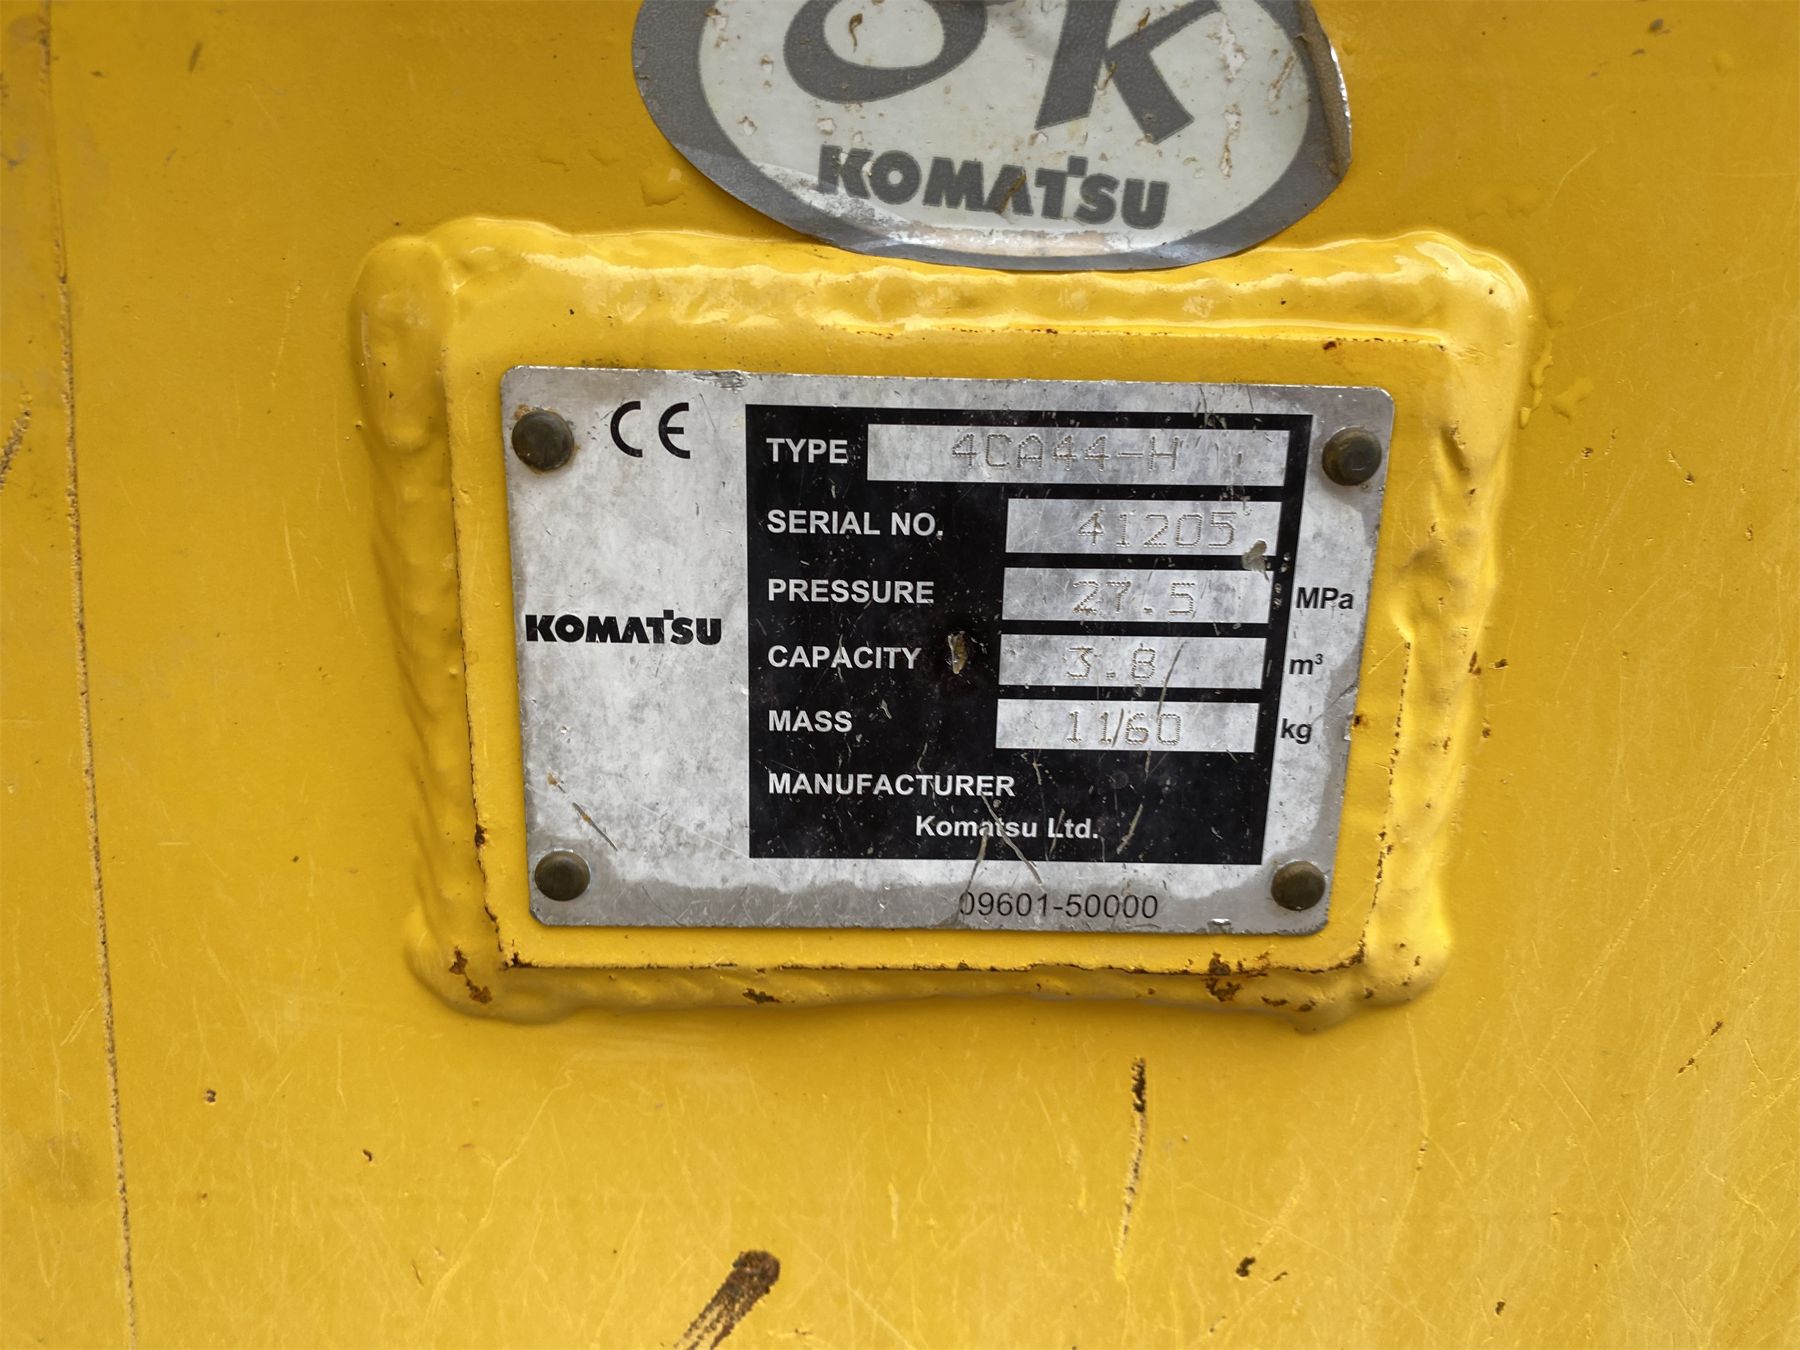 OK
KOMATSU
CE
TYPE 4CA44-H
SERIAL NO. 41205
PRESSURE 27.5 MPa
KOMATSU
CAPACITY 3.8 m³
MASS 1160 kg
MANUFACTURER
Komatsu Ltd.
09601-50000